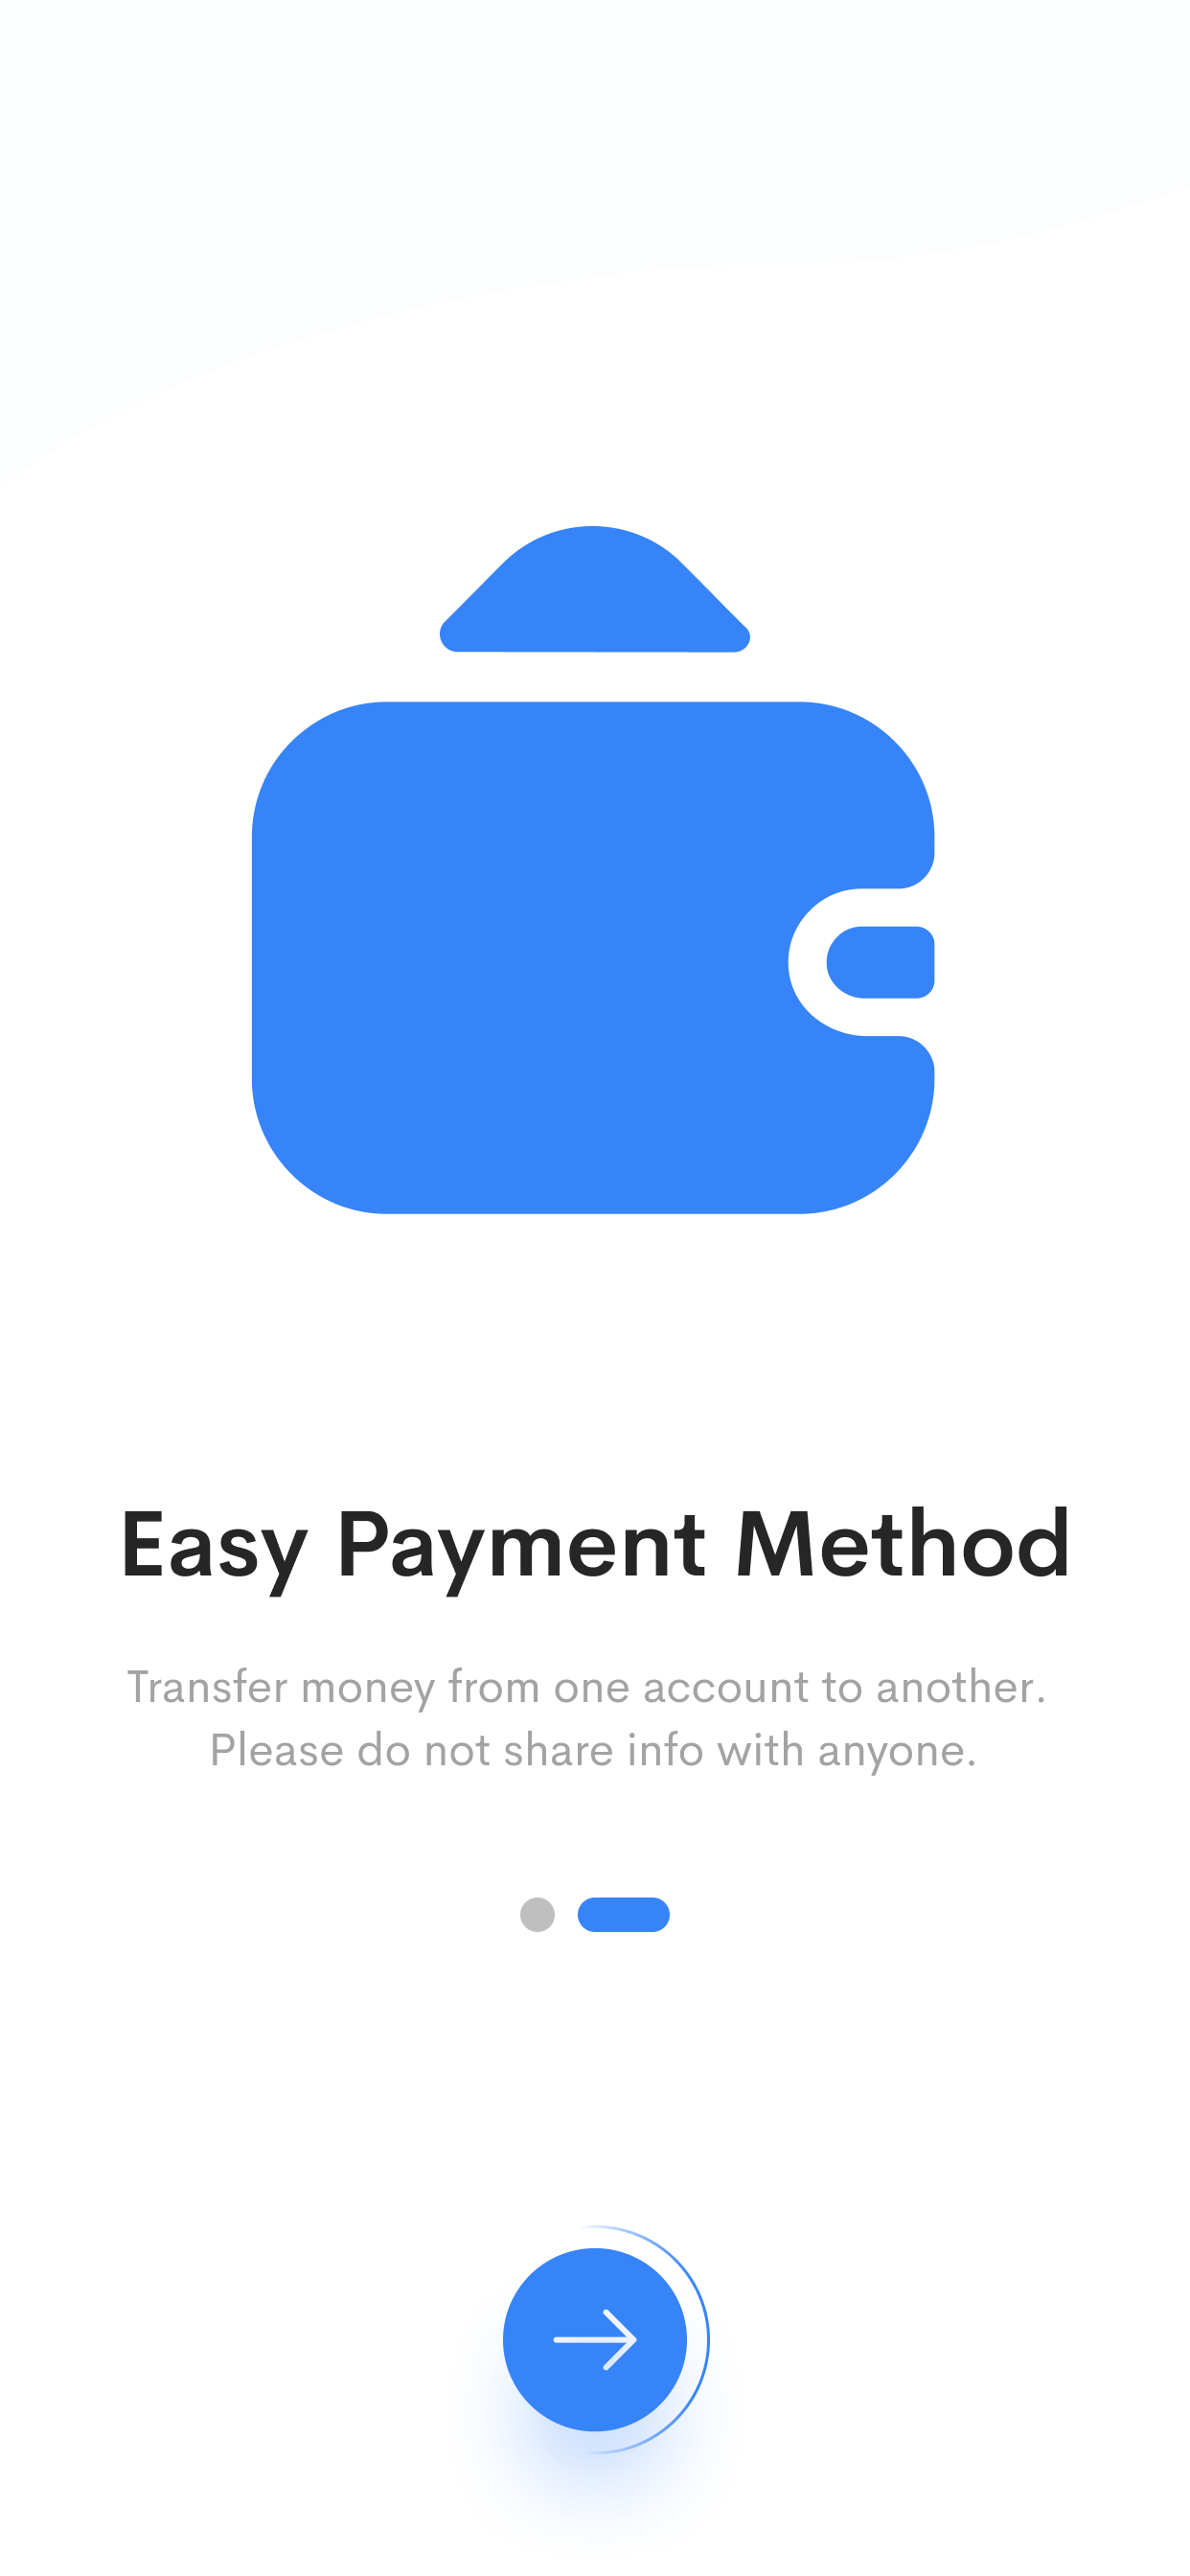 Easy Payment Method
Transfer money from one account to another.
Please do not share info with anyone.